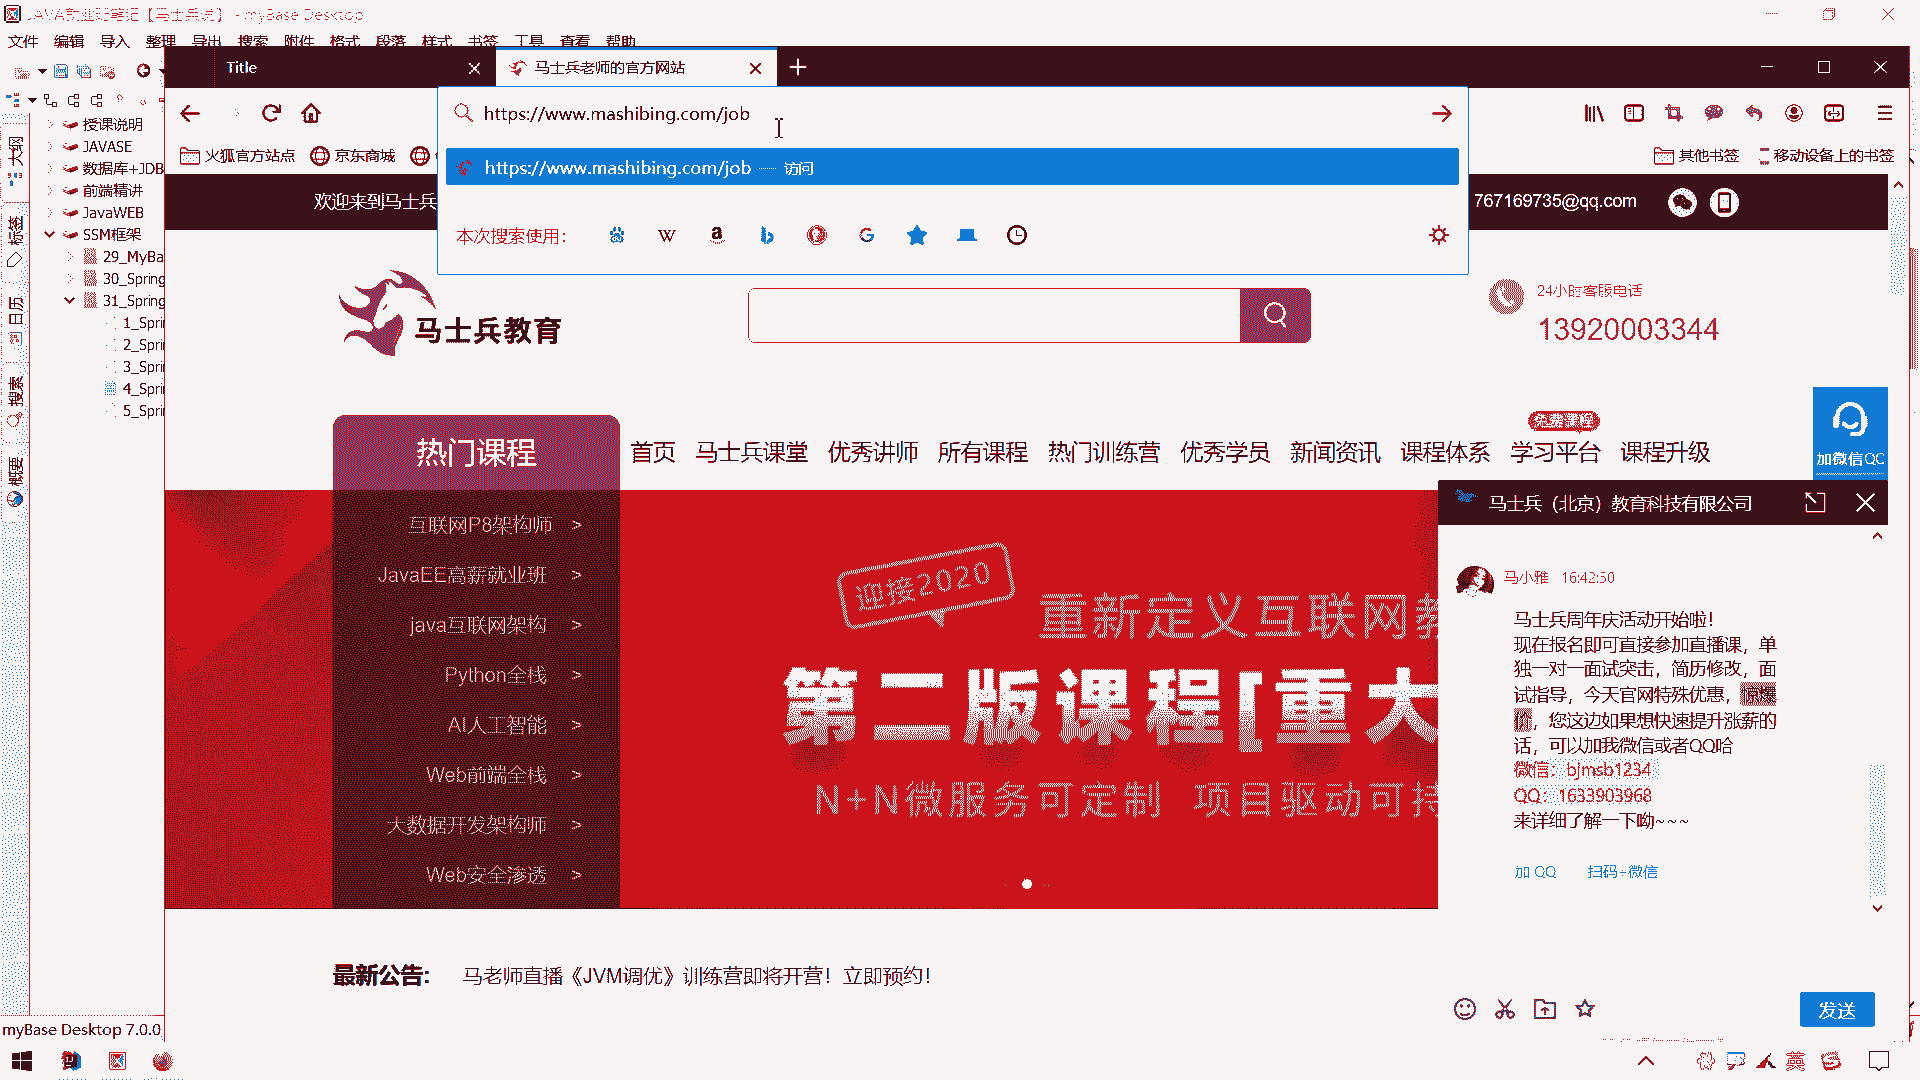 JAVA就业班笔记【马士兵试】 - myBase Desktop
文件 编辑 导入 整理 导出 搜索 附件 格式 段落 样式 书签 工具 查看 帮助
Title
马士兵老师的官方网站
https://www.mashibing.com/job
火狐官方站点
京东商城
其他书签
移动设备上的书签
https://www.mashibing.com/job — 访问
本次搜索使用：
欢迎来到马士兵
767169735@qq.com
大纲
标签
日历
搜索
概要
授课说明
JAVASE
数据库+JDB
前端精讲
JavaWEB
SSM框架
29_MyBa
30_Spring
31_Spring
1_Spri
2_Spri
3_Spri
4_Spri
5_Spri
马士兵教育
24小时客服电话
13920003344
免费课程
热门课程
首页 马士兵课堂 优秀讲师 所有课程 热门训练营 优秀学员 新闻资讯 课程体系 学习平台 课程升级
加微信QC
互联网P8架构师 >
JavaEE高薪就业班 >
java互联网架构 >
Python全栈 >
AI人工智能 >
Web前端全栈 >
大数据开发架构师 >
Web安全渗透 >
迎接2020
重新定义互联网教
第二版课程[重大
N+N微服务可定制 项目驱动可持
马士兵（北京）教育科技有限公司
马小雅 16:42:50
马士兵周年庆活动开始啦！
现在报名即可直接参加直播课，单
独一对一面试突击，简历修改，面
试指导，今天官网特殊优惠，惊爆
价，您这边如果想快速提升涨薪的
话，可以加我微信或者QQ哈
微信：bjmsb1234
QQ：1633903968
来详细了解一下呦~~~
加 QQ 扫码+微信
最新公告： 马老师直播《JVM调优》训练营即将开营！立即预约！
发送
myBase Desktop 7.0.0
英